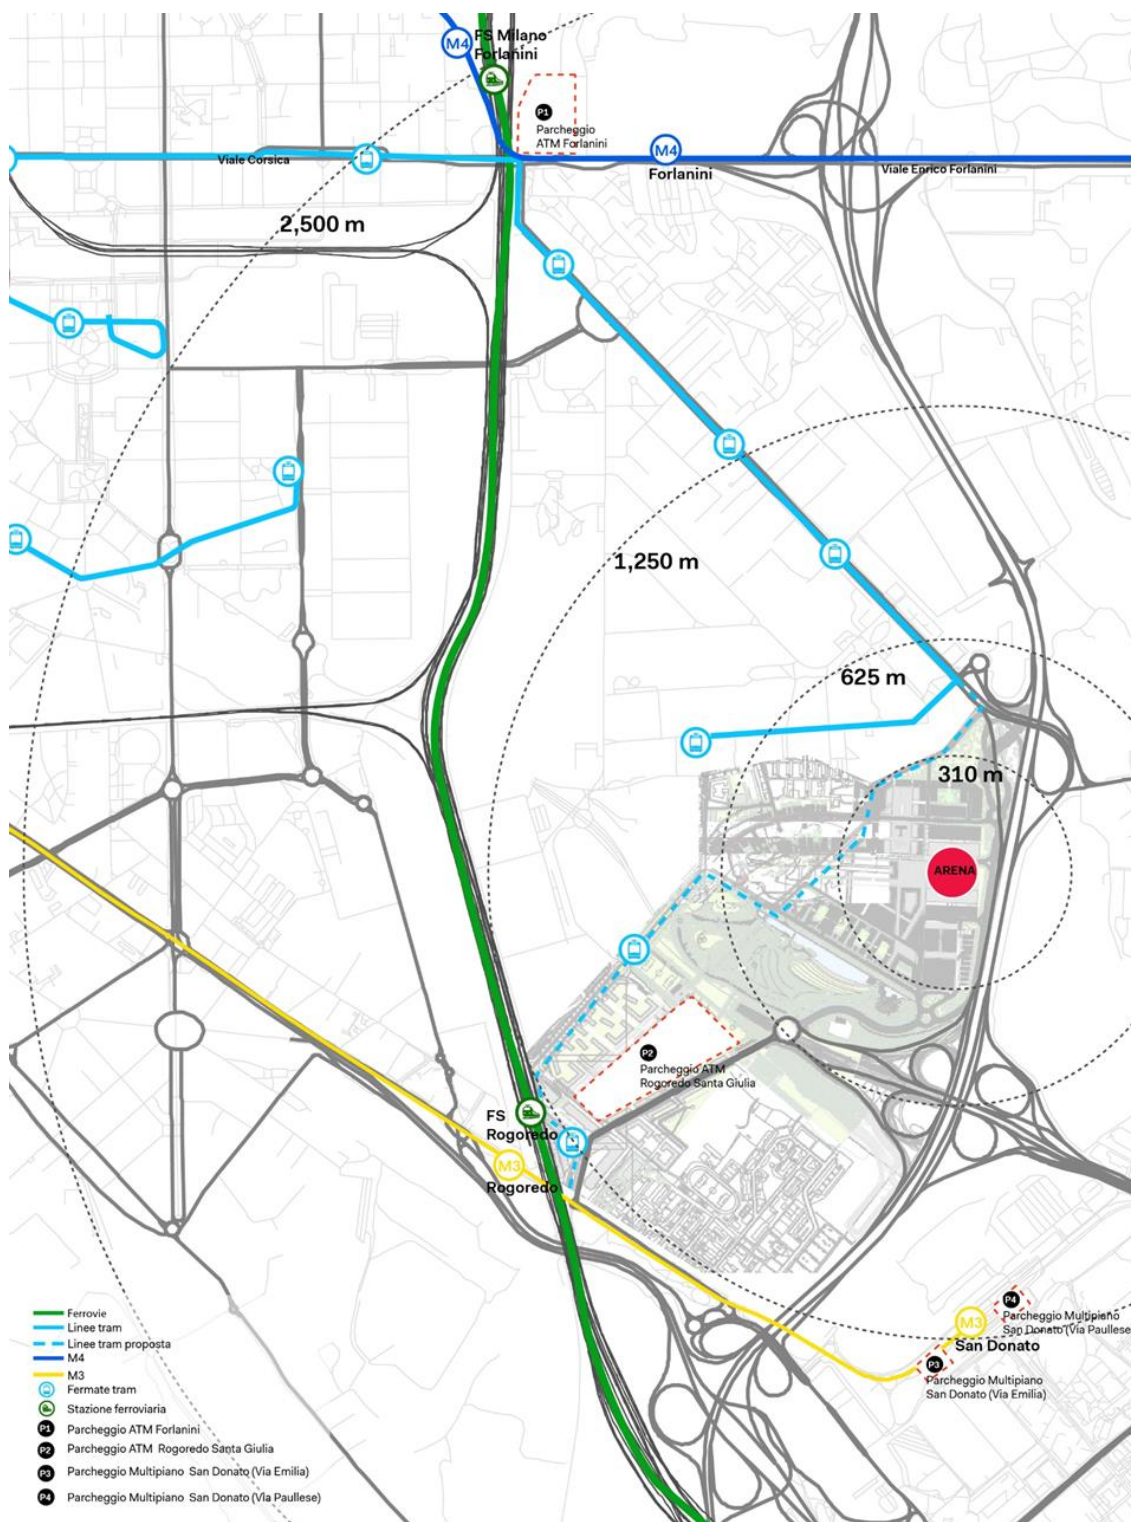 FS Milano
Forlanini
M4
P1
Parcheggio
ATM Forlanini
M4
Forlanini
Viale Corsica
Viale Enrico Forlanini
2,500 m
1,250 m
625 m
310 m
ARENA
P2
Parcheggio ATM
Rogoredo Santa Giulia
FS
Rogoredo
M3
Rogoredo
P4
Parcheggio Multipiano
San Donato (Via Paullese
M3
San Donato
P3
Parcheggio Multipiano
San Donato (Via Emilia)
Ferrovie
Linee tram
Linee tram proposta
M4
M3
Fermate tram
Stazione ferroviaria
P1 Parcheggio ATM Forlanini
P2 Parcheggio ATM Rogoredo Santa Giulia
P3 Parcheggio Multipiano San Donato (Via Emilia)
P4 Parcheggio Multipiano San Donato (Via Paullese)